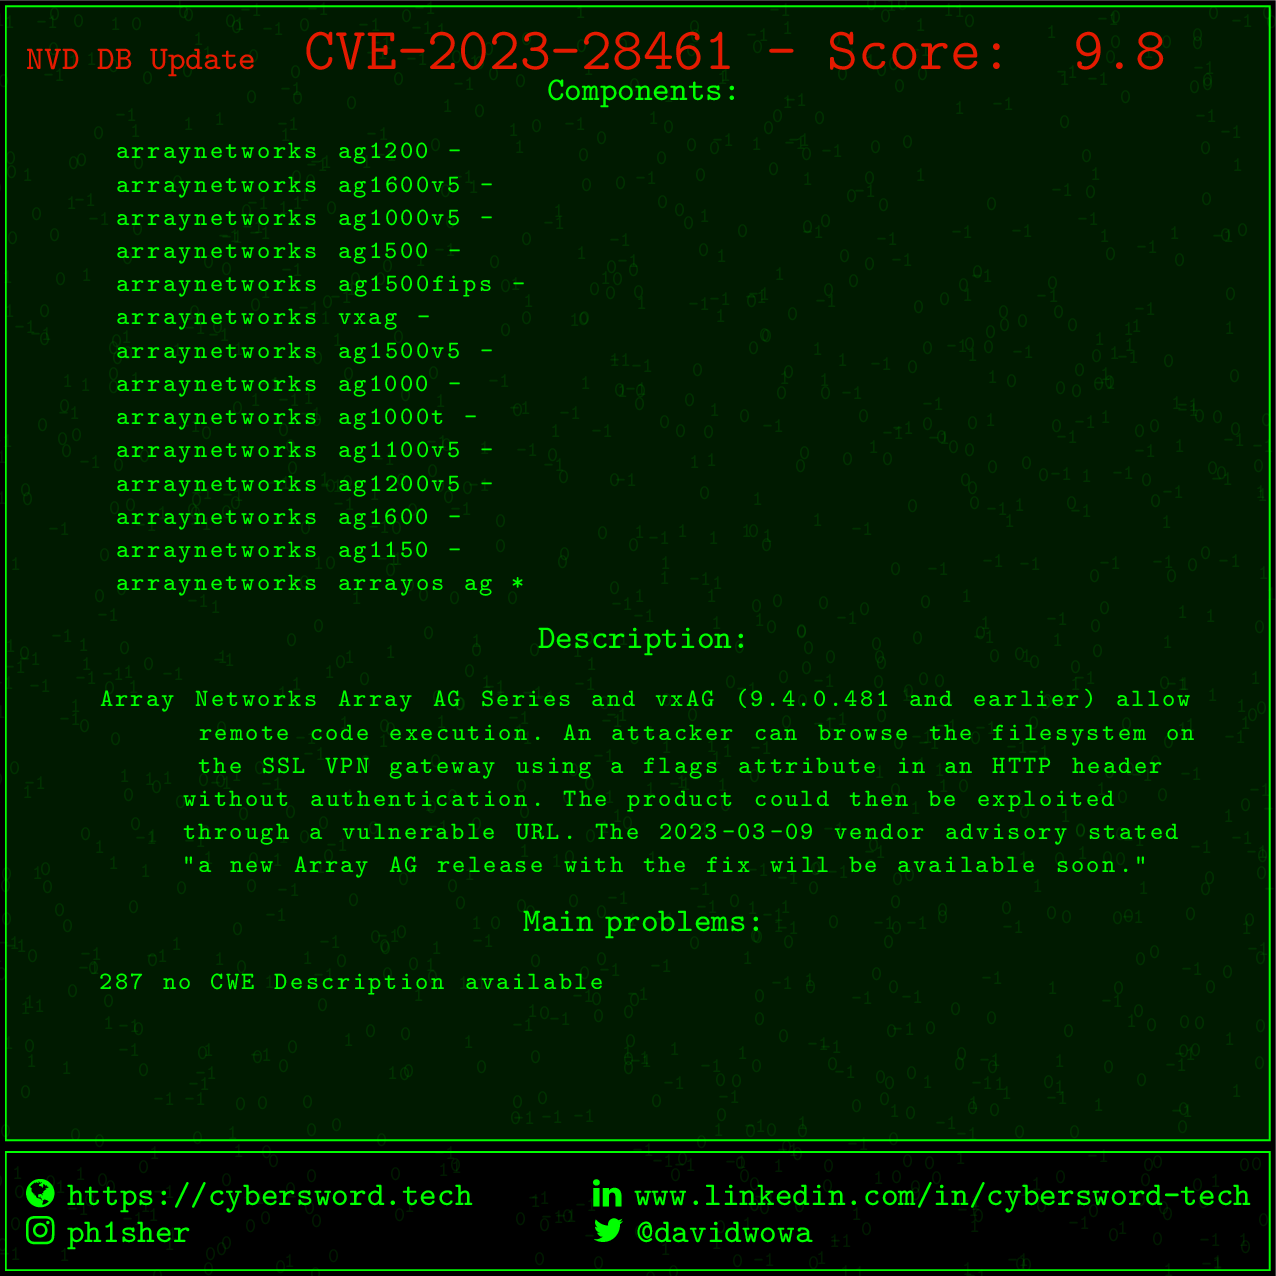 NVD DB Update CVE-2023-28461 - Score: 9.8
Components:
arraynetworks ag1200 -
arraynetworks ag1600v5 -
arraynetworks ag1000v5 -
arraynetworks ag1500 -
arraynetworks ag1500fips -
arraynetworks vxag -
arraynetworks ag1500v5 -
arraynetworks ag1000 -
arraynetworks ag1000t -
arraynetworks ag1100v5 -
arraynetworks ag1200v5 -
arraynetworks ag1600 -
arraynetworks ag1150 -
arraynetworks arrayos ag *
Description:
Array Networks Array AG Series and vxAG (9.4.0.481 and earlier) allow
remote code execution. An attacker can browse the filesystem on
the SSL VPN gateway using a flags attribute in an HTTP header
without authentication. The product could then be exploited
through a vulnerable URL. The 2023-03-09 vendor advisory stated
"a new Array AG release with the fix will be available soon."
Main problems:
287 no CWE Description available
https://cybersword.tech www.linkedin.com/in/cybersword-tech
ph1sher @davidwowa